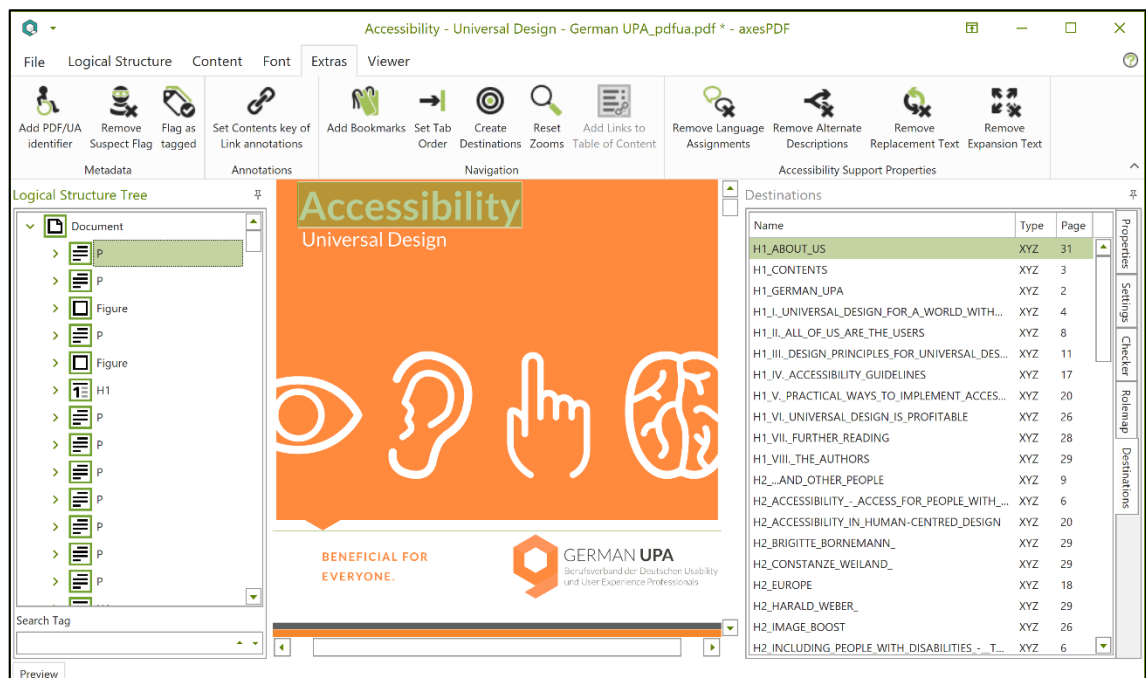 Accessibility - Universal Design - German UPA_pdfua.pdf * - axesPDF
File Logical Structure Content Font Extras Viewer
Add PDF/UA identifier
Remove Suspect Flag
Flag as tagged
Metadata
Set Contents key of Link annotations
Annotations
Add Bookmarks
Set Tab Order
Create Destinations
Reset Zooms
Add Links to Table of Content
Navigation
Remove Language Assignments
Remove Alternate Descriptions
Remove Replacement Text
Remove Expansion Text
Accessibility Support Properties
Logical Structure Tree
Document
P
P
Figure
P
Figure
H1
P
P
P
P
P
P
P
Search Tag
Preview
Accessibility
Universal Design
BENEFICIAL FOR
EVERYONE.
GERMAN UPA
Berufsverband der Deutschen Usability
und User Experience Professionals
Destinations
Name Type Page
H1_ABOUT_US XYZ 31
H1_CONTENTS XYZ 3
H1_GERMAN_UPA XYZ 2
H1_I._UNIVERSAL_DESIGN_FOR_A_WORLD_WITH... XYZ 4
H1_II._ALL_OF_US_ARE_THE_USERS XYZ 8
H1_III._DESIGN_PRINCIPLES_FOR_UNIVERSAL_DES... XYZ 11
H1_IV._ACCESSIBILITY_GUIDELINES XYZ 17
H1_V._PRACTICAL_WAYS_TO_IMPLEMENT_ACCES... XYZ 20
H1_VI._UNIVERSAL_DESIGN_IS_PROFITABLE XYZ 26
H1_VII._FURTHER_READING XYZ 28
H1_VIII._THE_AUTHORS XYZ 29
H2_...AND_OTHER_PEOPLE XYZ 9
H2_ACCESSIBILITY_-_ACCESS_FOR_PEOPLE_WITH_... XYZ 6
H2_ACCESSIBILITY_IN_HUMAN-CENTRED_DESIGN XYZ 20
H2_BRIGITTE_BORNEMANN_ XYZ 29
H2_CONSTANZE_WEILAND_ XYZ 29
H2_EUROPE XYZ 18
H2_HARALD_WEBER_ XYZ 29
H2_IMAGE_BOOST XYZ 26
H2_INCLUDING_PEOPLE_WITH_DISABILITIES_-_T... XYZ 6
Properties
Settings
Checker
Rolemap
Destinations